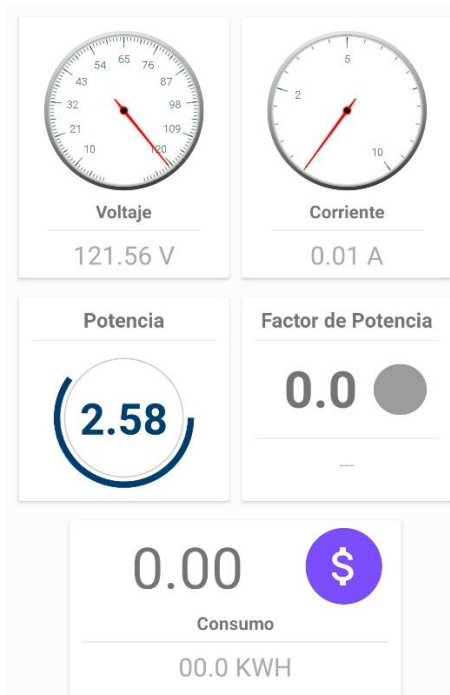 54 65 76
43 87
32 98
21 109
10 120
5
2
10
Voltaje
121.56 V
Corriente
0.01 A
Potencia
2.58
Factor de Potencia
0.0
---
0.00 $
Consumo
00.0 KWH